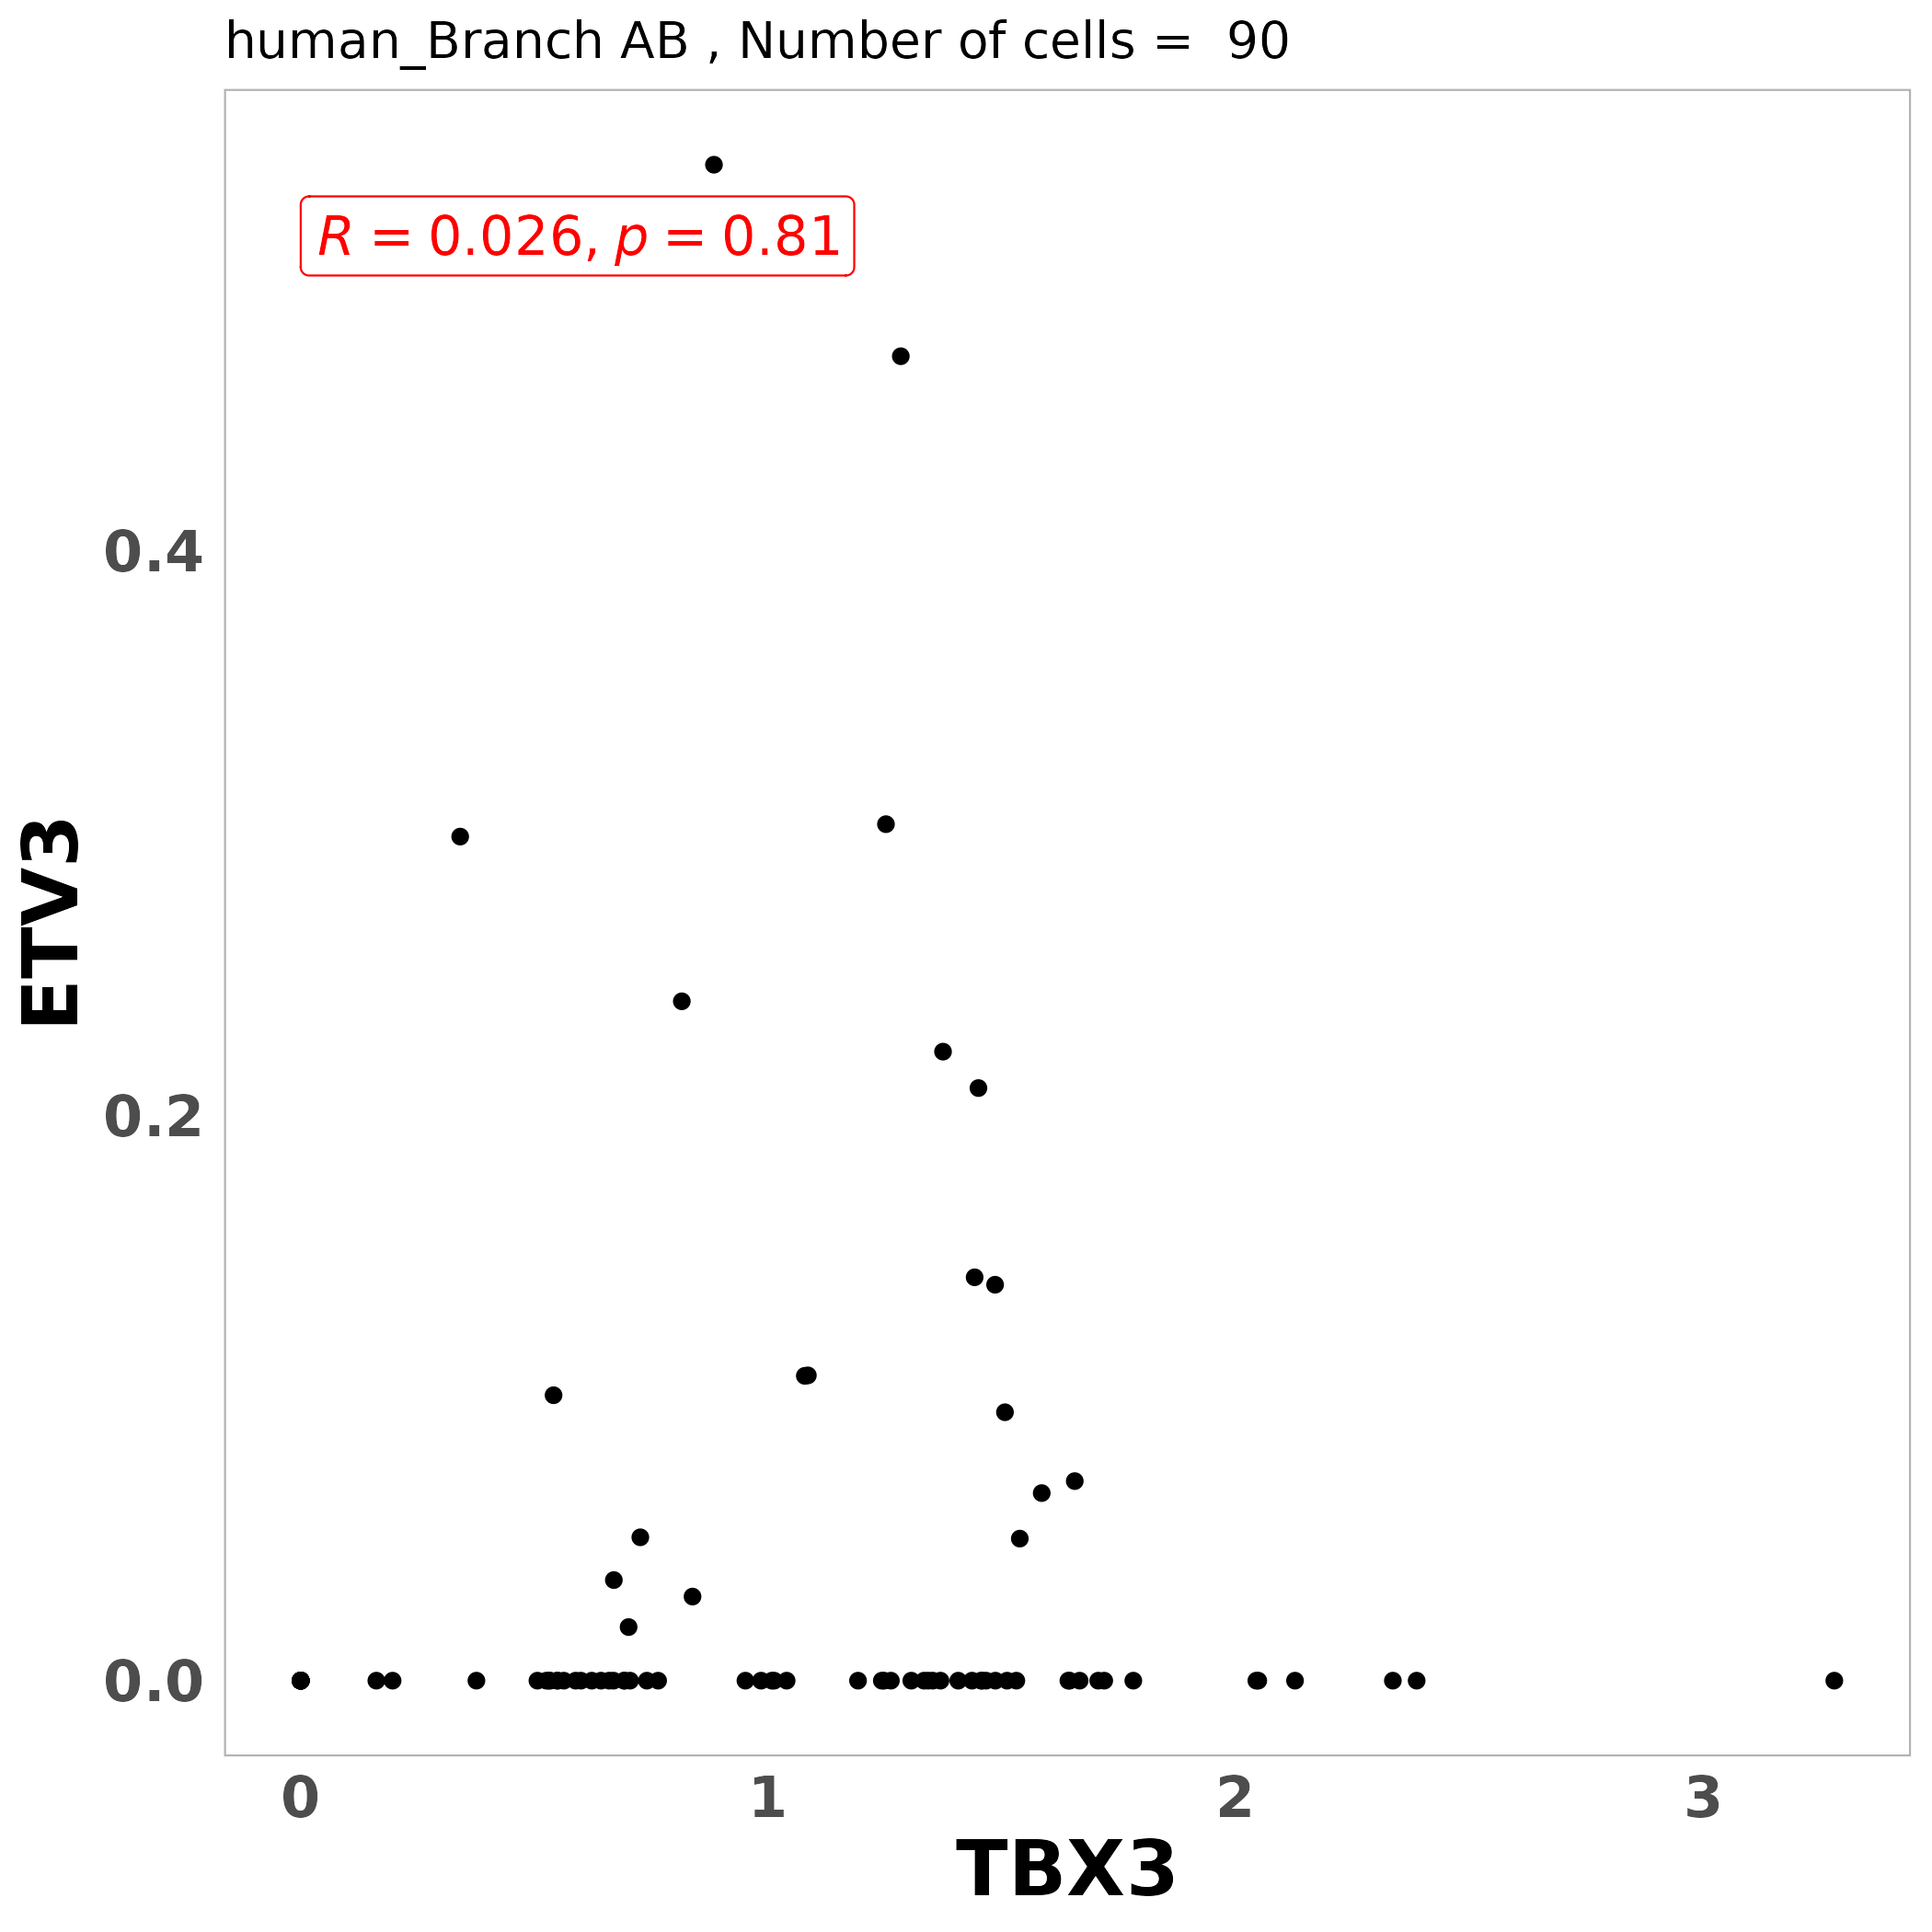 human_Branch AB , Number of cells =  90
R = 0.026, p = 0.81
0.4
0.2
0.0
ETV3
0 1 2 3
TBX3